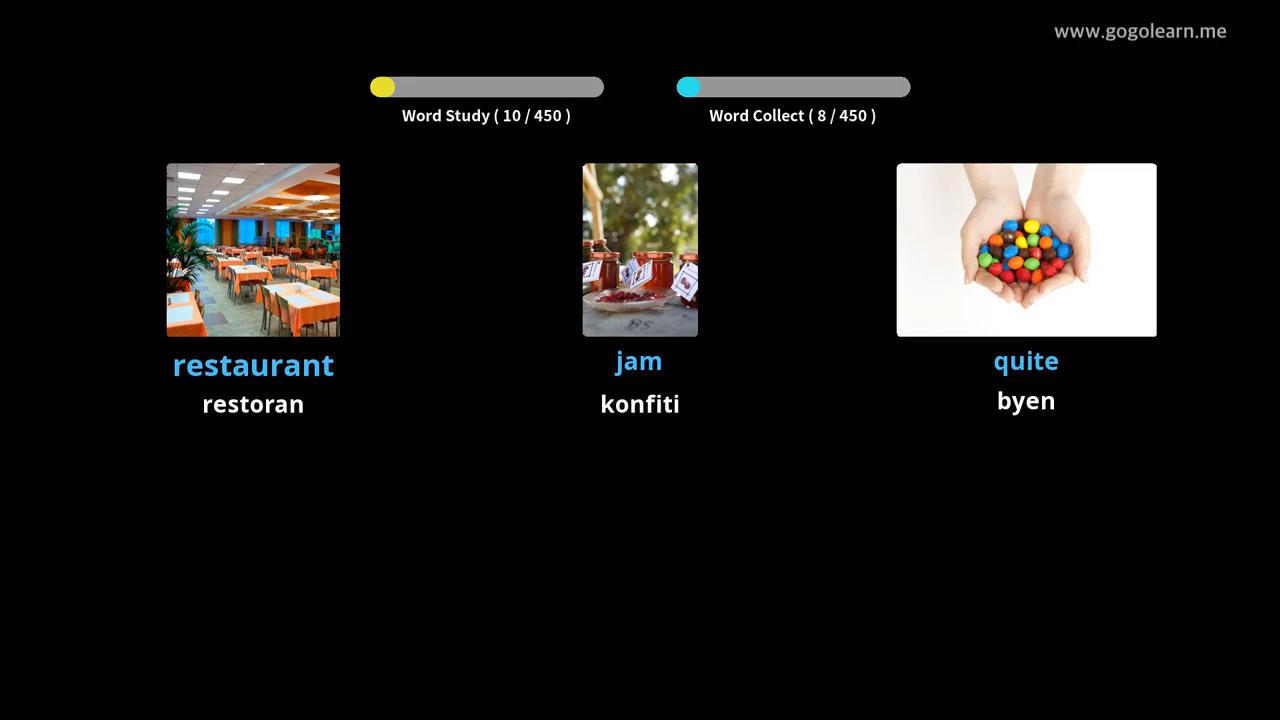 www.gogolearn.me
Word Study ( 10 / 450 )
Word Collect ( 8 / 450 )
restaurant
restoran
jam
konfiti
quite
byen